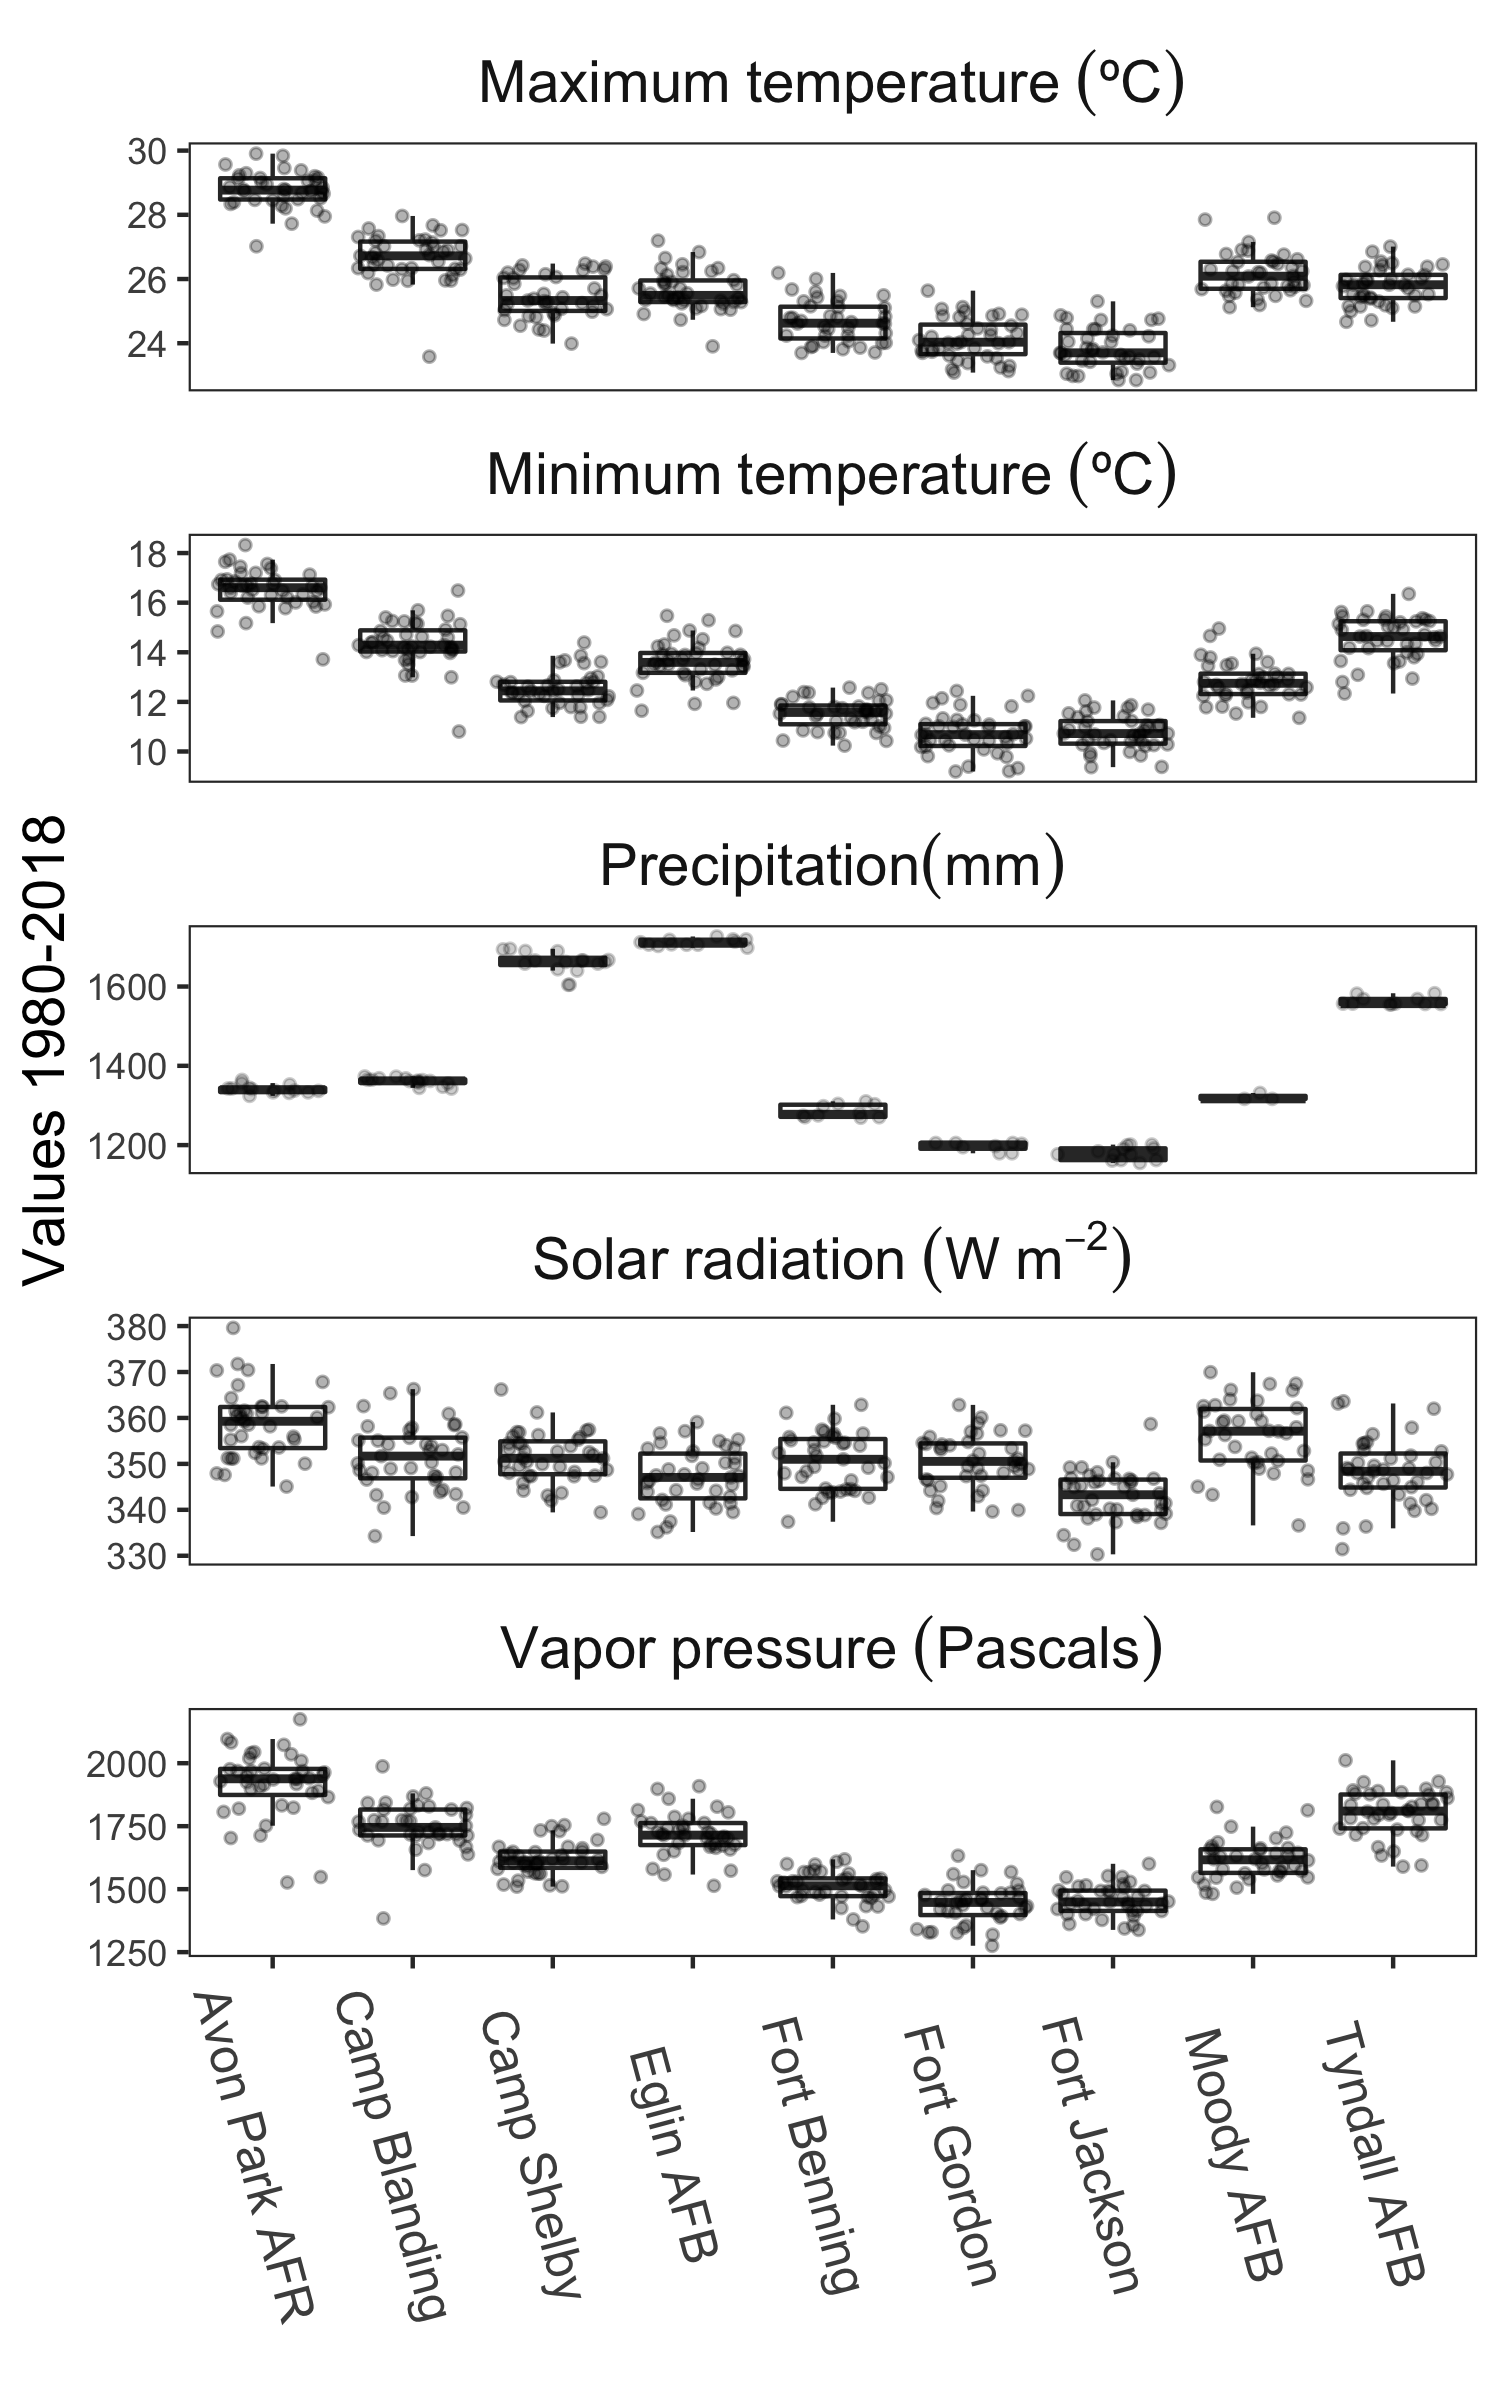 Maximum temperature (ºC)
30
28
26
24
Minimum temperature (ºC)
18
16
14
12
10
Values 1980-2018
Precipitation(mm)
1600
1400
1200
Solar radiation (W m⁻²)
380
370
360
350
340
330
Vapor pressure (Pascals)
2000
1750
1500
1250
Avon Park AFR
Camp Blanding
Camp Shelby
Eglin AFB
Fort Benning
Fort Gordon
Fort Jackson
Moody AFB
Tyndall AFB